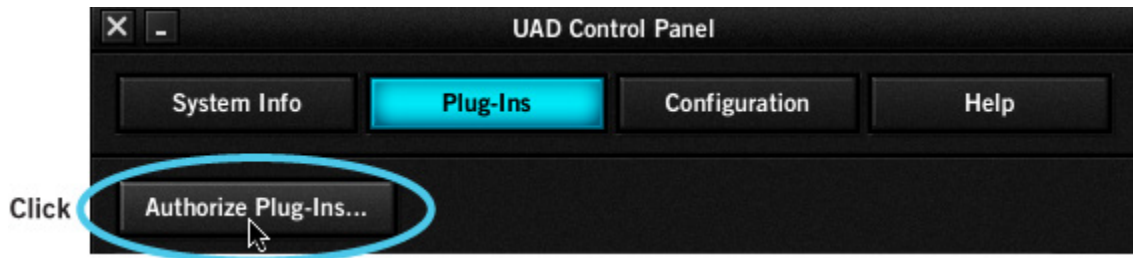 UAD Control Panel
System Info Plug-Ins Configuration Help
Click Authorize Plug-Ins...